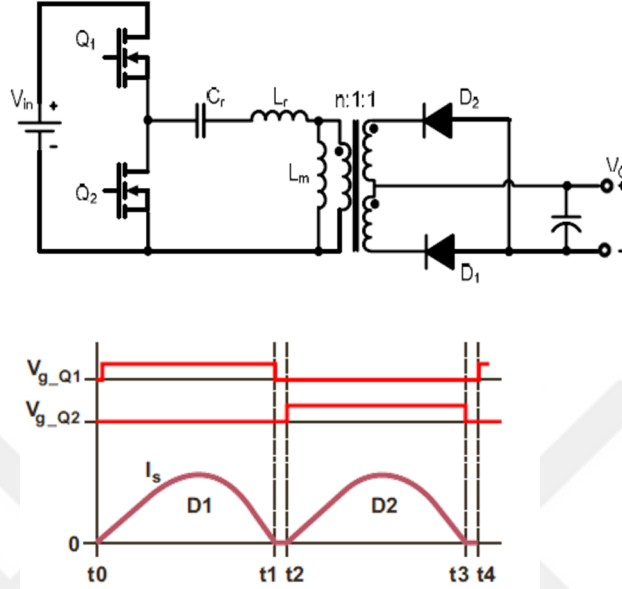 Q1
Vin
+
-
Cr
Lr
n:1:1
D2
Lm
Q2
D1
+
-
Vg_Q1
Vg_Q2
Is
D1
D2
0
t0
t1
t2
t3
t4